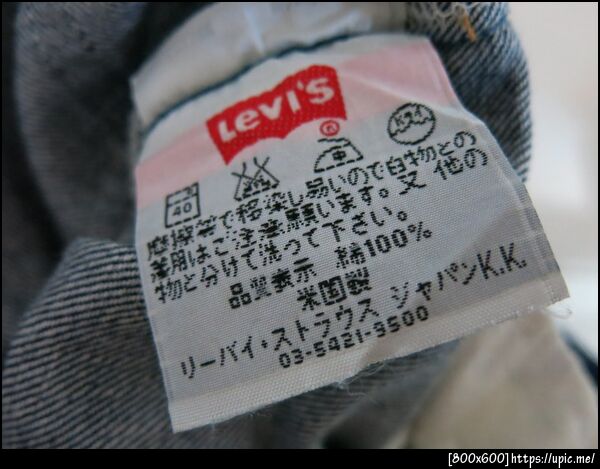 Levi's
®
40
摩擦等で移染し易いので白物との
着用はご注意願います。又 他の
物と分けて洗って下さい。
品質表示 綿100%
米国製
リーバイ・ストラウス ジャパンK.K.
03-5421-3500
[800x600]https://upic.me/